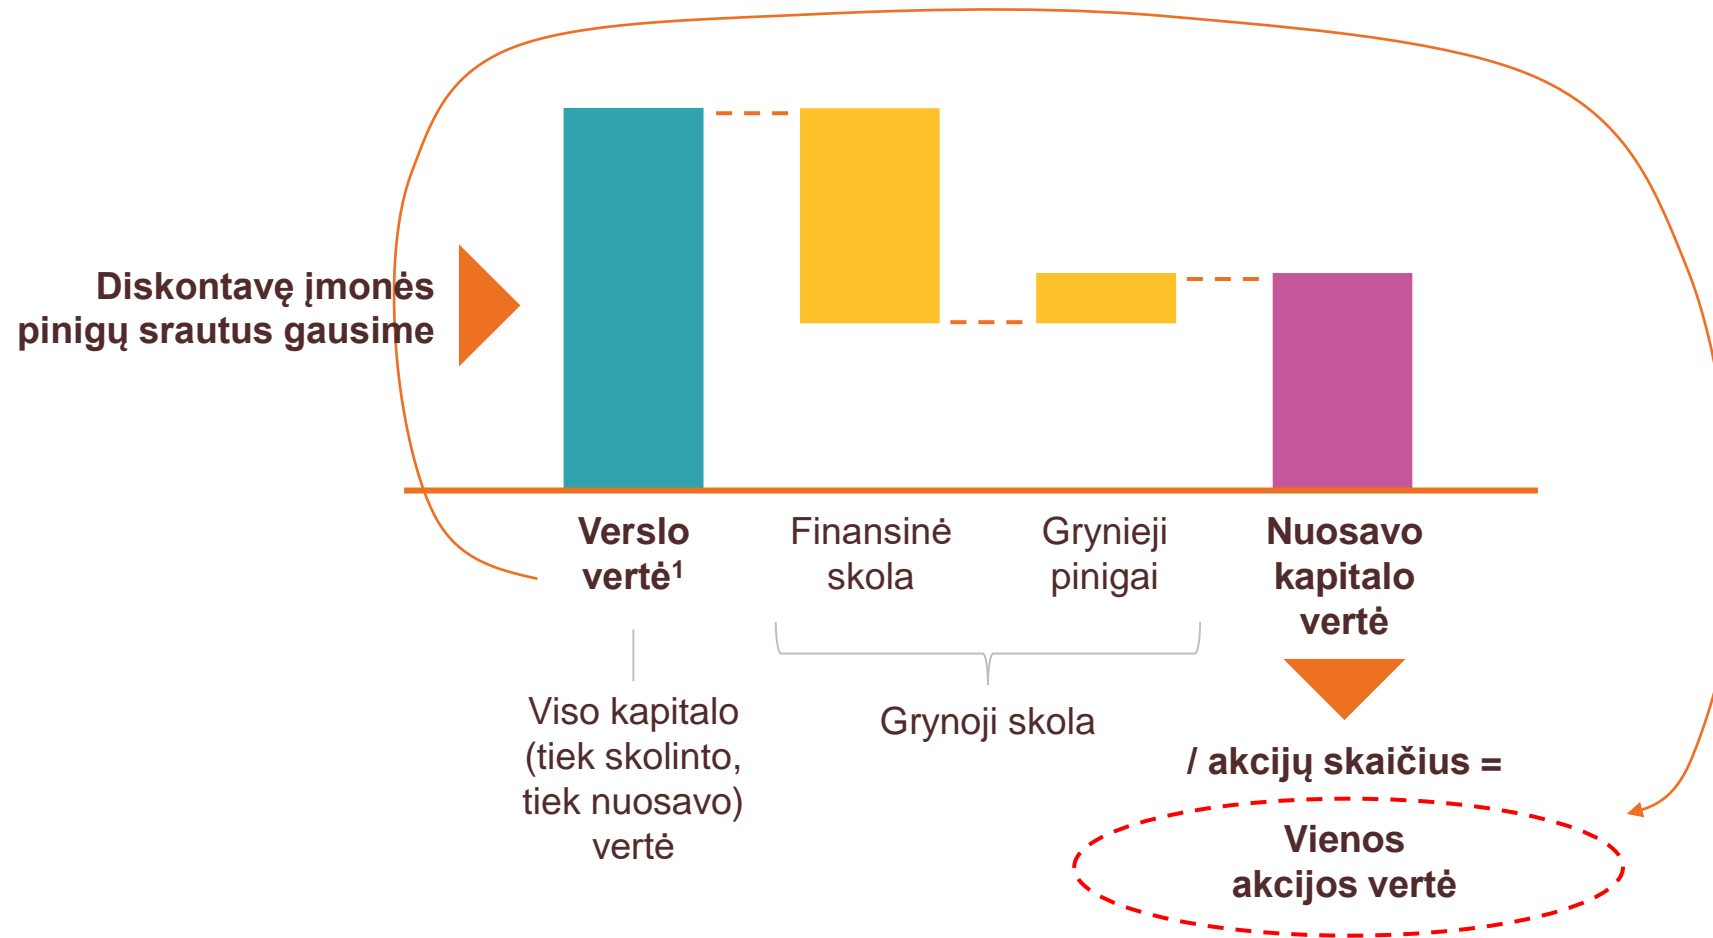 Diskontavę įmonės
pinigų srautus gausime
Verslo
vertė¹
Finansinė
skola
Grynieji
pinigai
Nuosavo
kapitalo
vertė
Viso kapitalo
(tiek skolinto,
tiek nuosavo)
vertė
Grynoji skola
/ akcijų skaičius =
Vienos
akcijos vertė